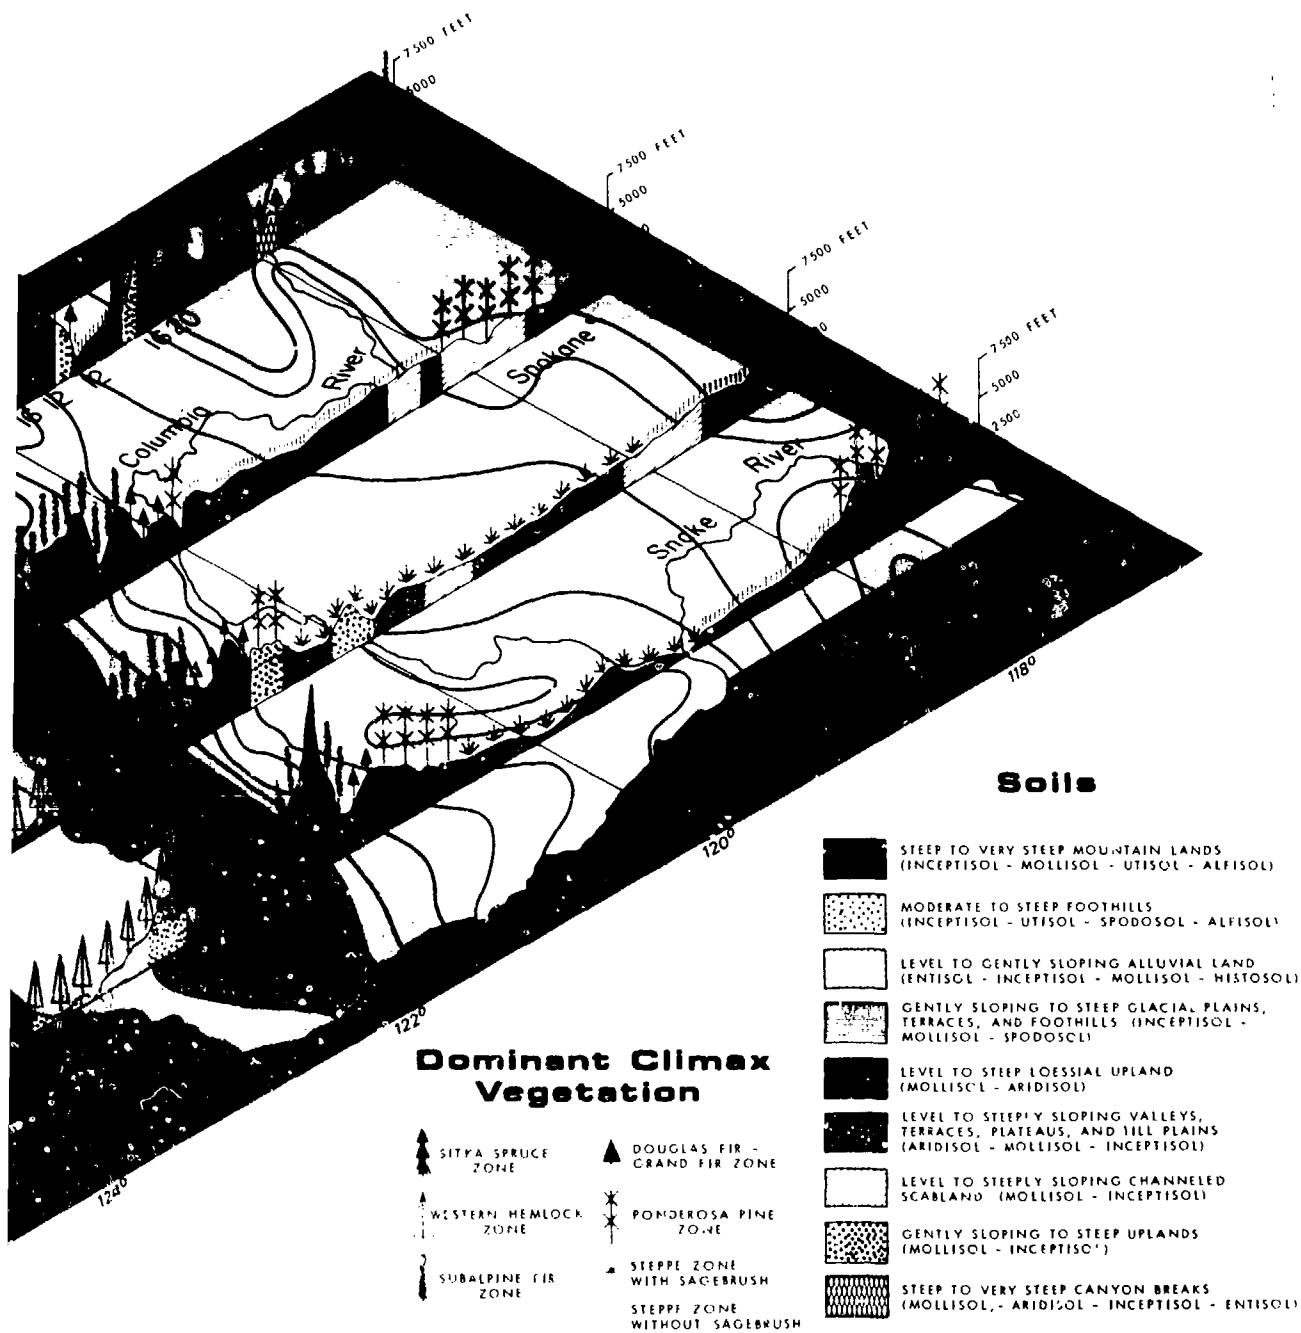 7500 FEET
5000
7500 FEET
5000
7500 FEET
5000
7500 FEET
5000
2500
16 20
16 12 12
Columbia River
Spokane
Snake River
118°
120°
122°
124°
Soils
STEEP TO VERY STEEP MOUNTAIN LANDS
(INCEPTISOL - MOLLISOL - UTISOL - ALFISOL)
MODERATE TO STEEP FOOTHILLS
(INCEPTISOL - UTISOL - SPODOSOL - ALFISOL)
LEVEL TO GENTLY SLOPING ALLUVIAL LAND
(ENTISOL - INCEPTISOL - MOLLISOL - HISTOSOL)
GENTLY SLOPING TO STEEP GLACIAL PLAINS,
TERRACES, AND FOOTHILLS (INCEPTISOL -
MOLLISOL - SPODOSOL)
LEVEL TO STEEP LOESSIAL UPLAND
(MOLLISOL - ARIDISOL)
LEVEL TO STEEPLY SLOPING VALLEYS,
TERRACES, PLATEAUS, AND TILL PLAINS
(ARIDISOL - MOLLISOL - INCEPTISOL)
LEVEL TO STEEPLY SLOPING CHANNELED
SCABLAND (MOLLISOL - INCEPTISOL)
GENTLY SLOPING TO STEEP UPLANDS
(MOLLISOL - INCEPTISOL)
STEEP TO VERY STEEP CANYON BREAKS
(MOLLISOL, - ARIDISOL - INCEPTISOL - ENTISOL)
Dominant Climax
Vegetation
SITKA SPRUCE
ZONE
WESTERN HEMLOCK
ZONE
SUBALPINE FIR
ZONE
DOUGLAS FIR -
GRAND FIR ZONE
PONDEROSA PINE
ZONE
STEPPE ZONE
WITH SAGEBRUSH
STEPPE ZONE
WITHOUT SAGEBRUSH